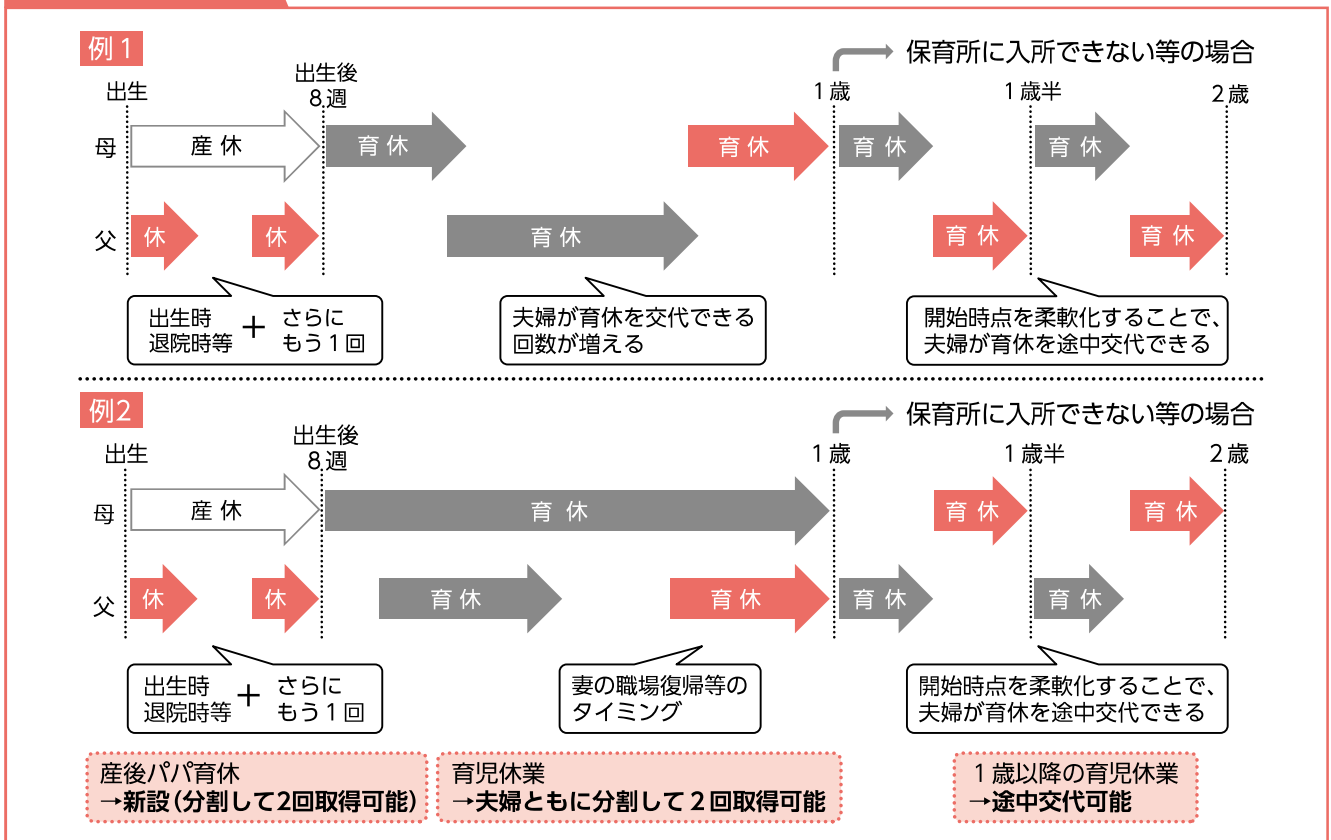 例1
保育所に入所できない等の場合
出生
出生後
8週
1歳
1歳半
2歳
母
産休
育休
育休
育休
育休
父
休
休
育休
育休
育休
出生時
退院時等
+
さらに
もう1回
夫婦が育休を交代できる
回数が増える
開始時点を柔軟化することで、
夫婦が育休を途中交代できる
例2
保育所に入所できない等の場合
出生
出生後
8週
1歳
1歳半
2歳
母
産休
育休
育休
育休
父
休
休
育休
育休
育休
育休
出生時
退院時等
+
さらに
もう1回
妻の職場復帰等の
タイミング
開始時点を柔軟化することで、
夫婦が育休を途中交代できる
産後パパ育休
→新設(分割して2回取得可能)
育児休業
→夫婦ともに分割して2回取得可能
1歳以降の育児休業
→途中交代可能